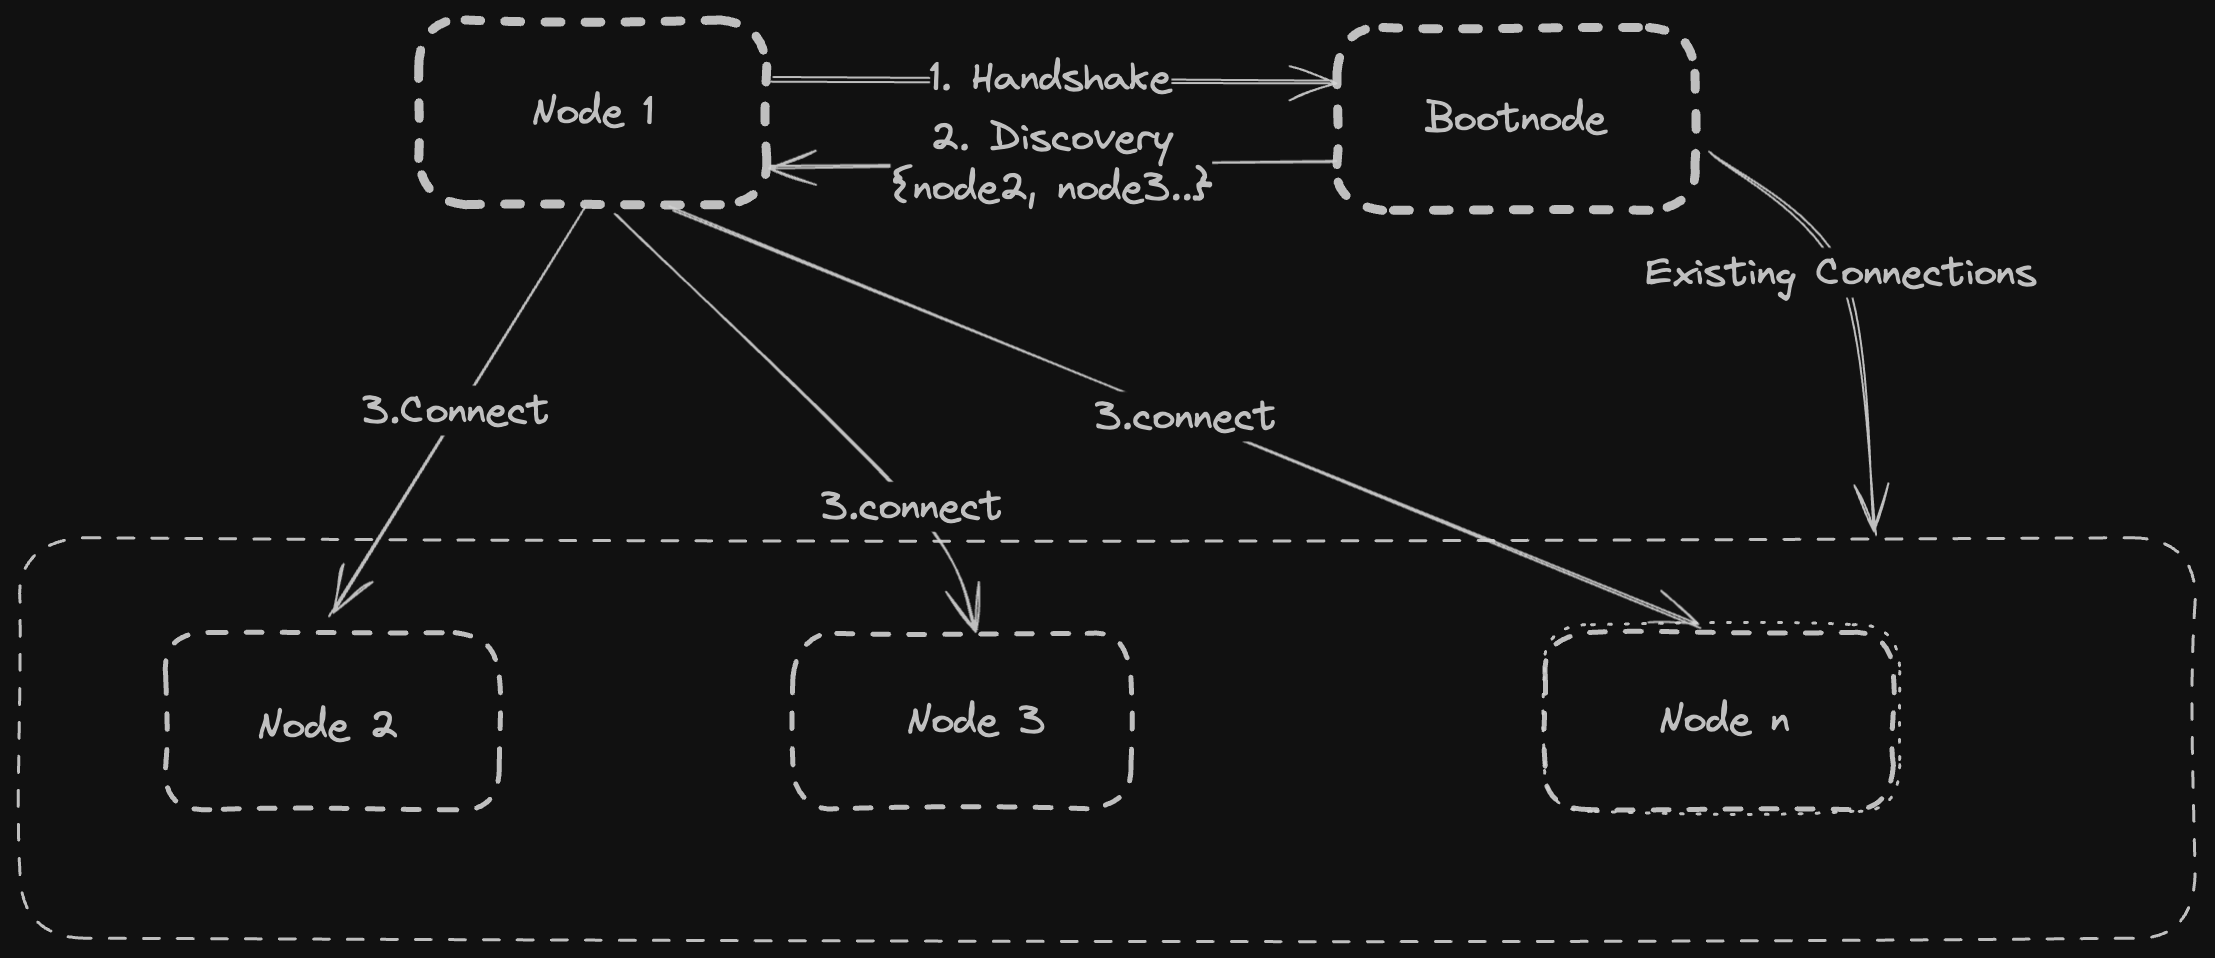 Node 1
1. Handshake
Bootnode
2. Discovery
{node2, node3..}
Existing Connections
3.Connect
3.connect
3.connect
Node 2
Node 3
Node n